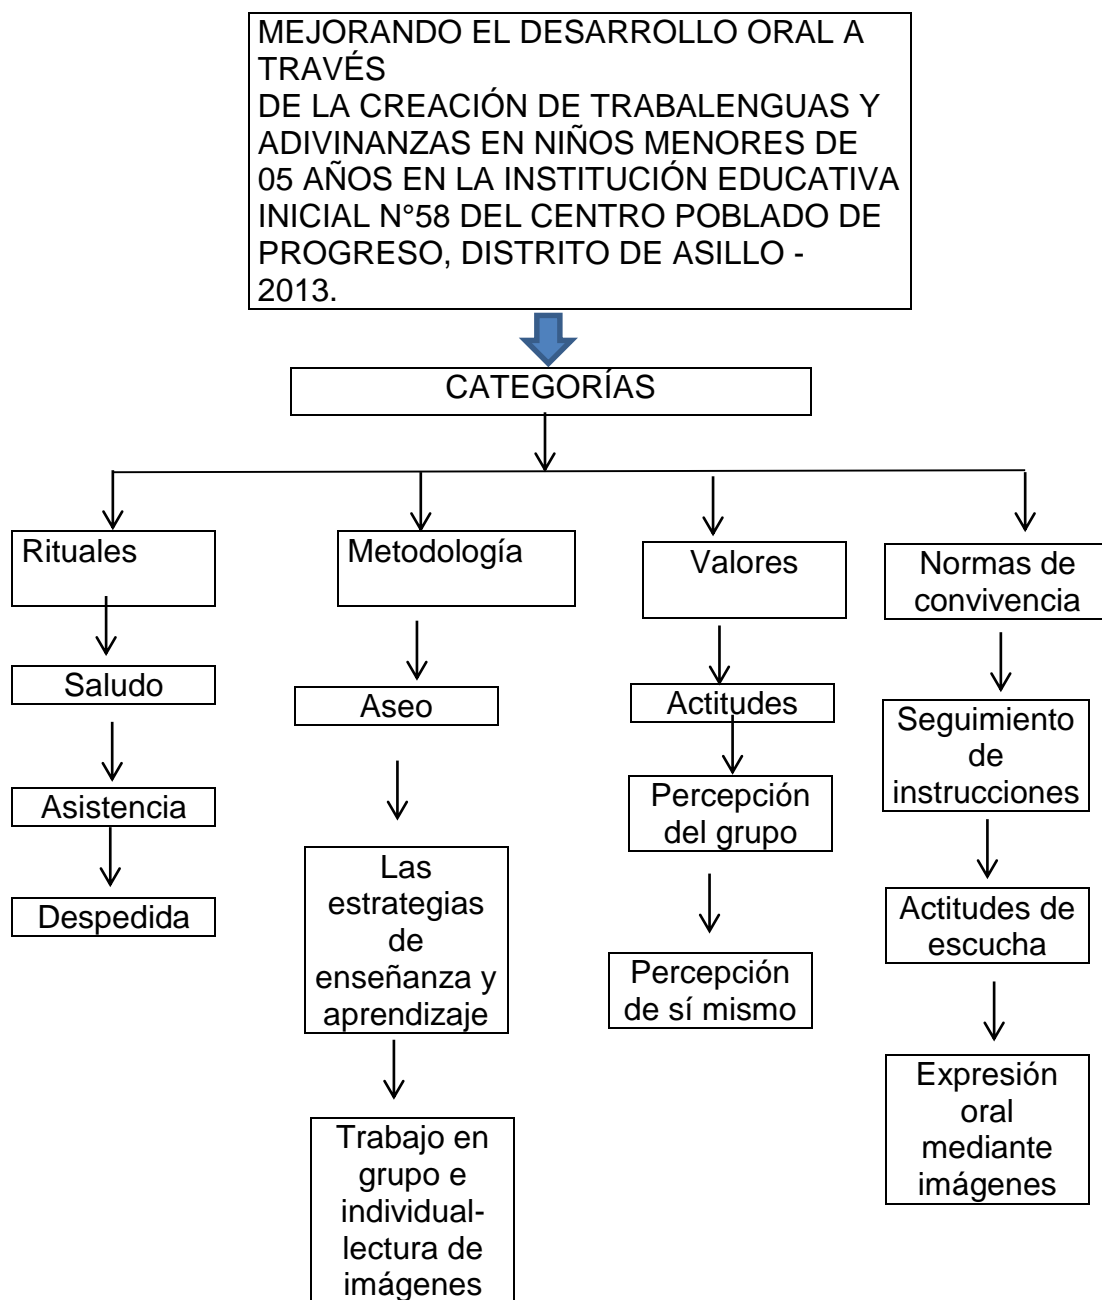 MEJORANDO EL DESARROLLO ORAL A
TRAVÉS
DE LA CREACIÓN DE TRABALENGUAS Y
ADIVINANZAS EN NIÑOS MENORES DE
05 AÑOS EN LA INSTITUCIÓN EDUCATIVA
INICIAL N°58 DEL CENTRO POBLADO DE
PROGRESO, DISTRITO DE ASILLO -
2013.
CATEGORÍAS
Rituales
Saludo
Asistencia
Despedida
Metodología
Aseo
Las
estrategias
de
enseñanza y
aprendizaje
Trabajo en
grupo e
individual-
lectura de
imágenes
Valores
Actitudes
Percepción
del grupo
Percepción
de sí mismo
Normas de
convivencia
Seguimiento
de
instrucciones
Actitudes de
escucha
Expresión
oral
mediante
imágenes